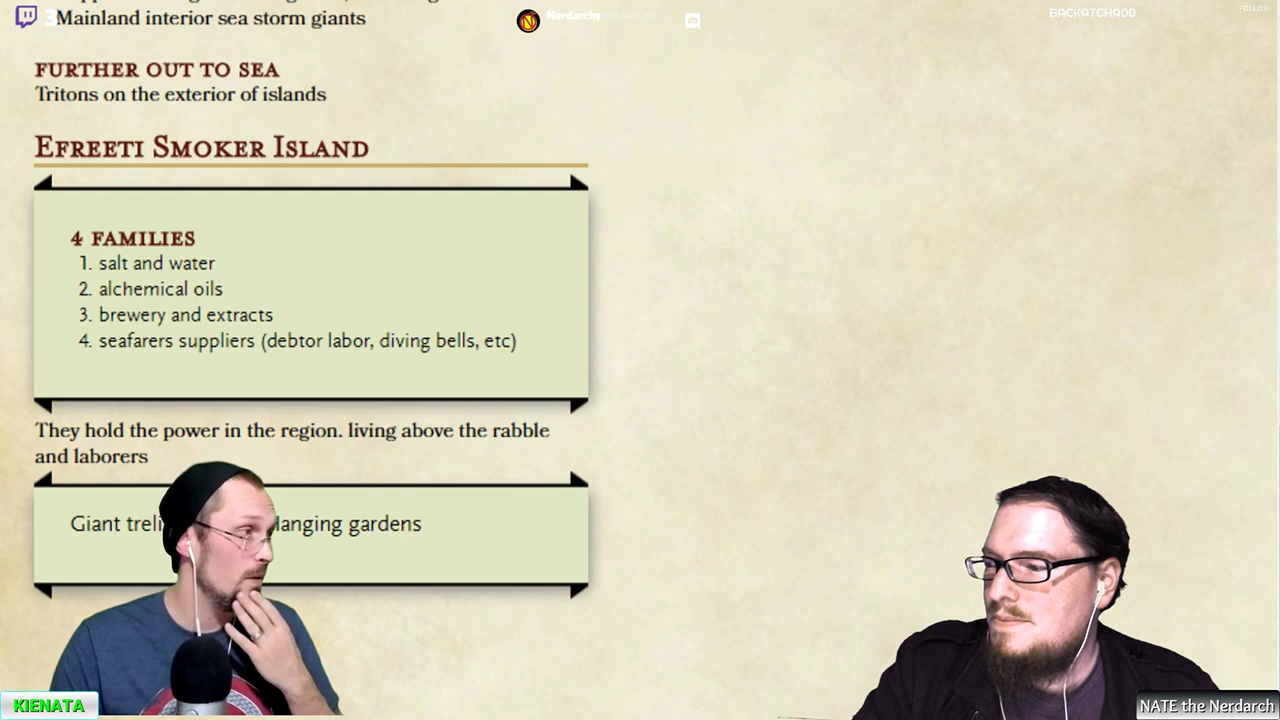 Mainland interior sea storm giants
Nerdarchy
BACKATCHA00
FURTHER OUT TO SEA
Tritons on the exterior of islands
EFREETI SMOKER ISLAND
4 FAMILIES
1. salt and water
2. alchemical oils
3. brewery and extracts
4. seafarers suppliers (debtor labor, diving bells, etc)
They hold the power in the region. living above the rabble
and laborers
Giant hanging gardens
KIENATA
NATE the Nerdarch